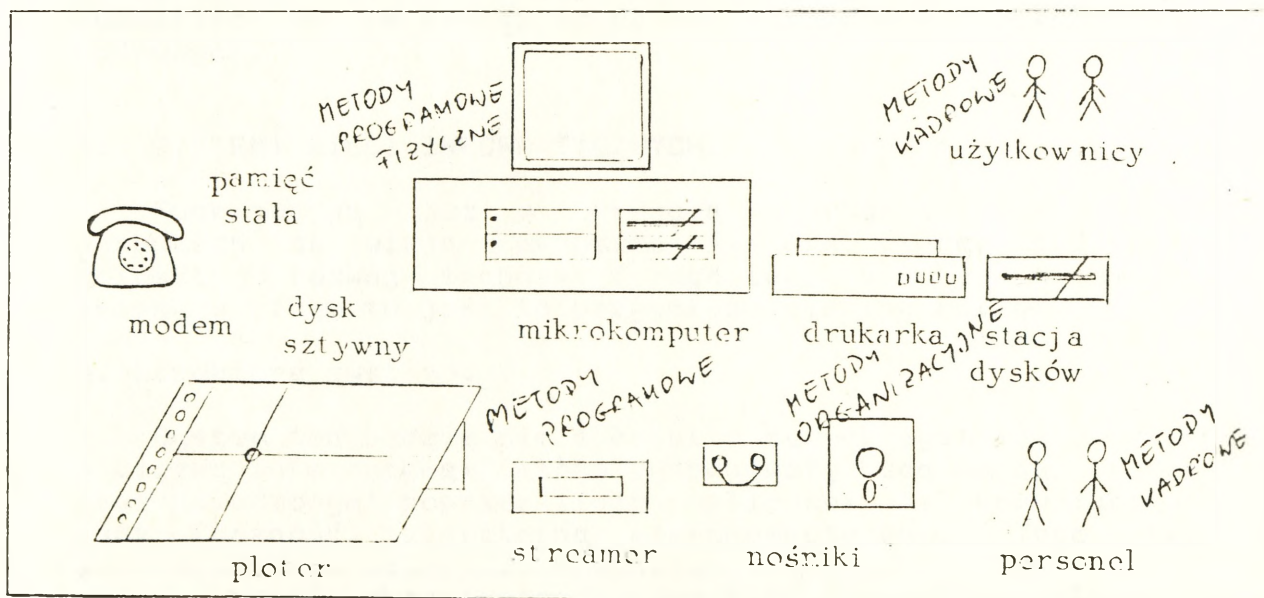 METODY
PROGRAMOWE
FIZYCZNE
METODY
KADROWE
użytkownicy
pamięć
stała
modem
dysk
sztywny
mikrokomputer
drukarka
stacja
dysków
METODY
PROGRAMOWE
METODY
ORGANIZACYJNE
METODY
KADROWE
ploter
streamer
nośniki
personel